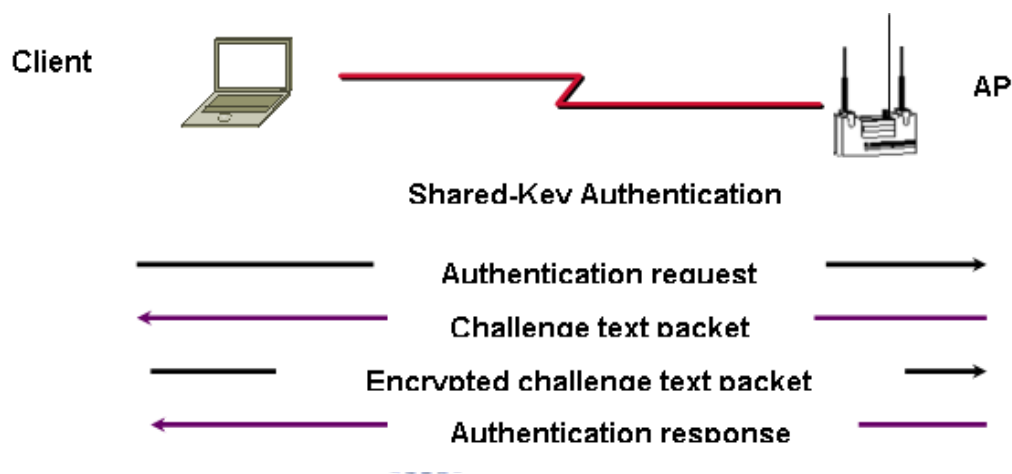 Client
AP
Shared-Key Authentication
Authentication request
Challenge text packet
Encrypted challenge text packet
Authentication response